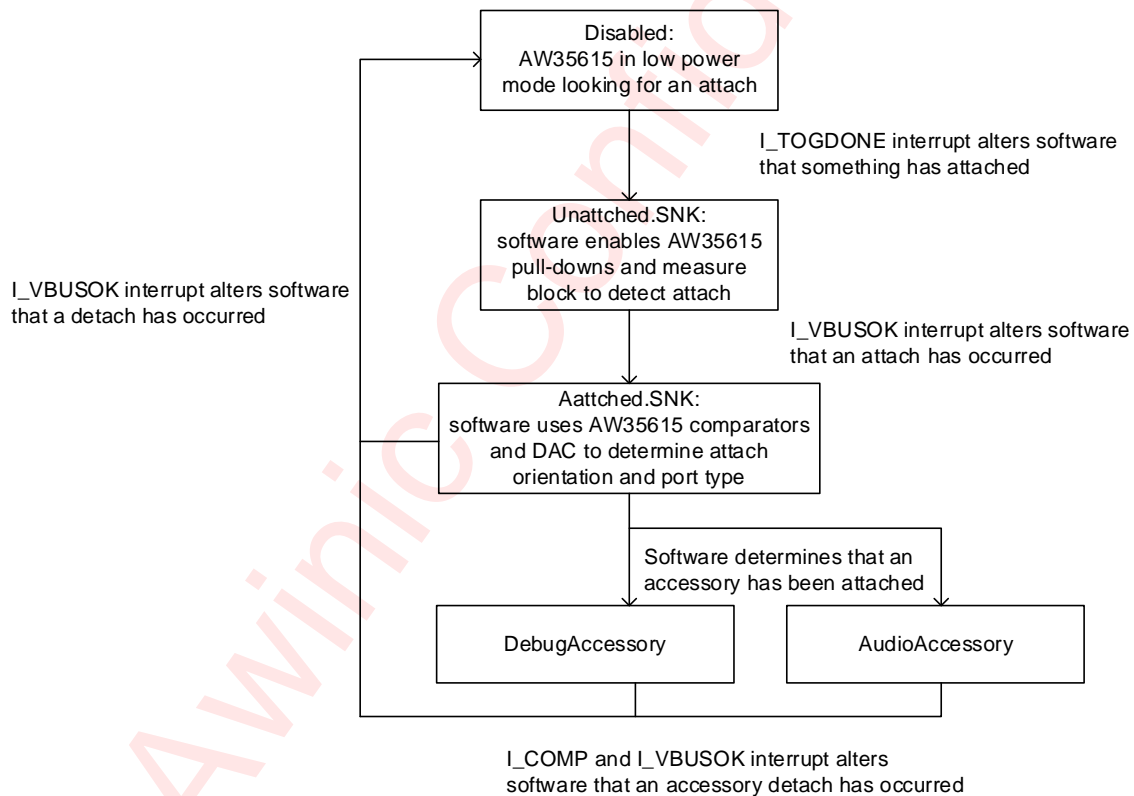 Disabled:
AW35615 in low power
mode looking for an attach
I_TOGDONE interrupt alters software
that something has attached
Unattched.SNK:
software enables AW35615
pull-downs and measure
block to detect attach
I_VBUSOK interrupt alters software
that a detach has occurred
I_VBUSOK interrupt alters software
that an attach has occurred
Aattched.SNK:
software uses AW35615 comparators
and DAC to determine attach
orientation and port type
Software determines that an
accessory has been attached
DebugAccessory
AudioAccessory
I_COMP and I_VBUSOK interrupt alters
software that an accessory detach has occurred
Awinic Confid